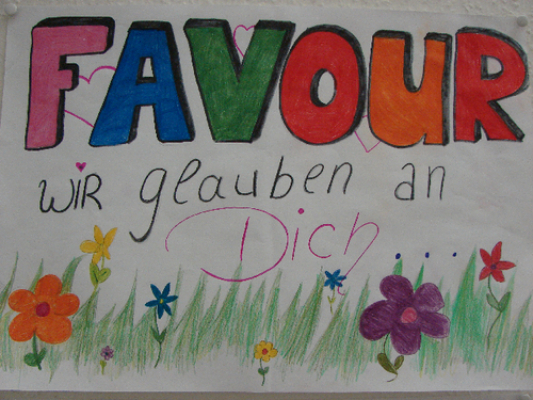 FAVOUR
wir glauben an
Dich....